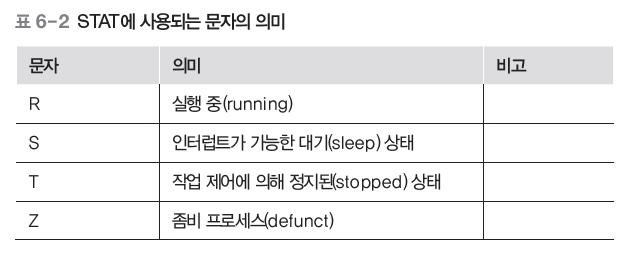 표 6-2 STAT에 사용되는 문자의 의미
문자 의미 비고
R 실행 중(running)
S 인터럽트가 가능한 대기(sleep) 상태
T 작업 제어에 의해 정지된(stopped) 상태
Z 좀비 프로세스(defunct)